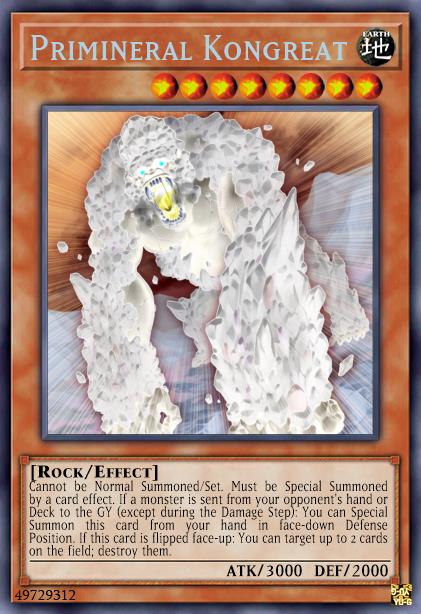 PRIMINERAL KONGREAT
EARTH
地
[ROCK/EFFECT]
Cannot be Normal Summoned/Set. Must be Special Summoned
by a card effect. If a monster is sent from your opponent's hand or
Deck to the GY (except during the Damage Step): You can Special
Summon this card from your hand in face-down Defense
Position. If this card is flipped face-up: You can target up to 2 cards
on the field; destroy them.
ATK/3000 DEF/2000
49729312